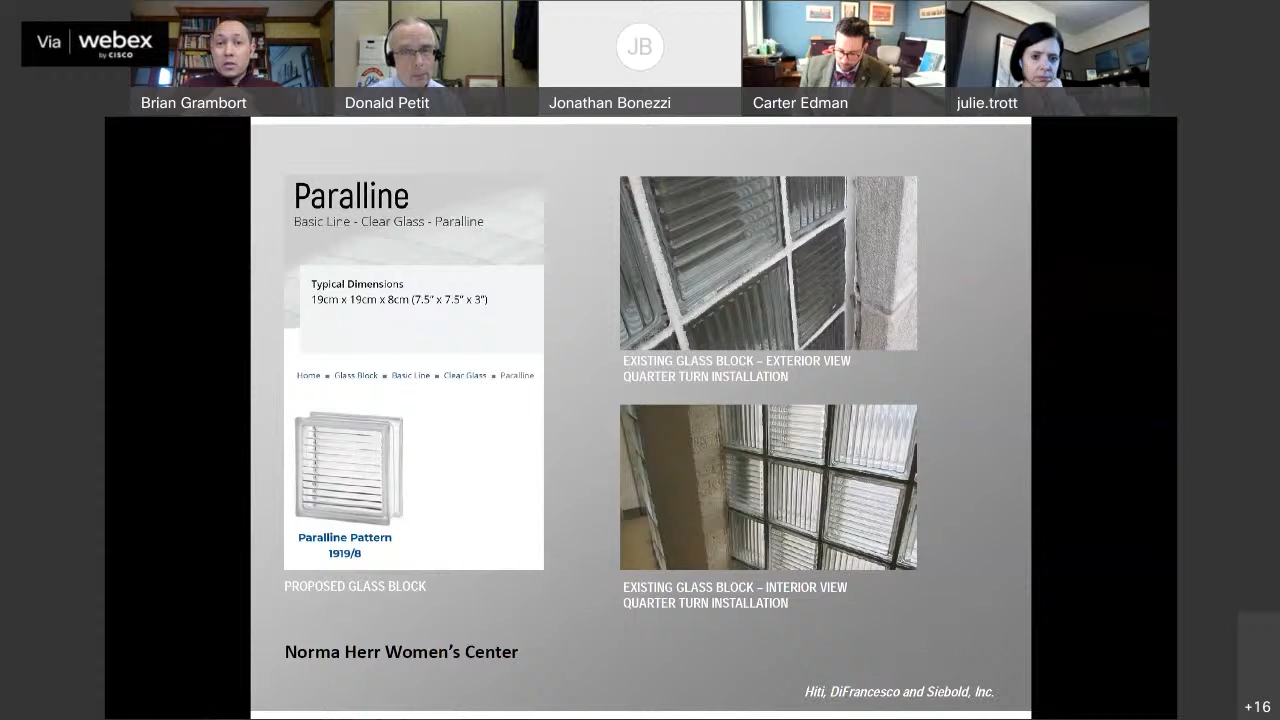 Via webex
by CISCO
Brian Grambort
Donald Petit
JB
Jonathan Bonezzi
Carter Edman
julie.trott
Paralline
Basic Line - Clear Glass - Paralline
Typical Dimensions
19cm x 19cm x 8cm (7.5" x 7.5" x 3")
Home ▪ Glass Block ▪ Basic Line ▪ Clear Glass ▪ Paralline
Paralline Pattern
1919/8
PROPOSED GLASS BLOCK
EXISTING GLASS BLOCK – EXTERIOR VIEW
QUARTER TURN INSTALLATION
EXISTING GLASS BLOCK – INTERIOR VIEW
QUARTER TURN INSTALLATION
Norma Herr Women's Center
Hiti, DiFrancesco and Siebold, Inc.
+16